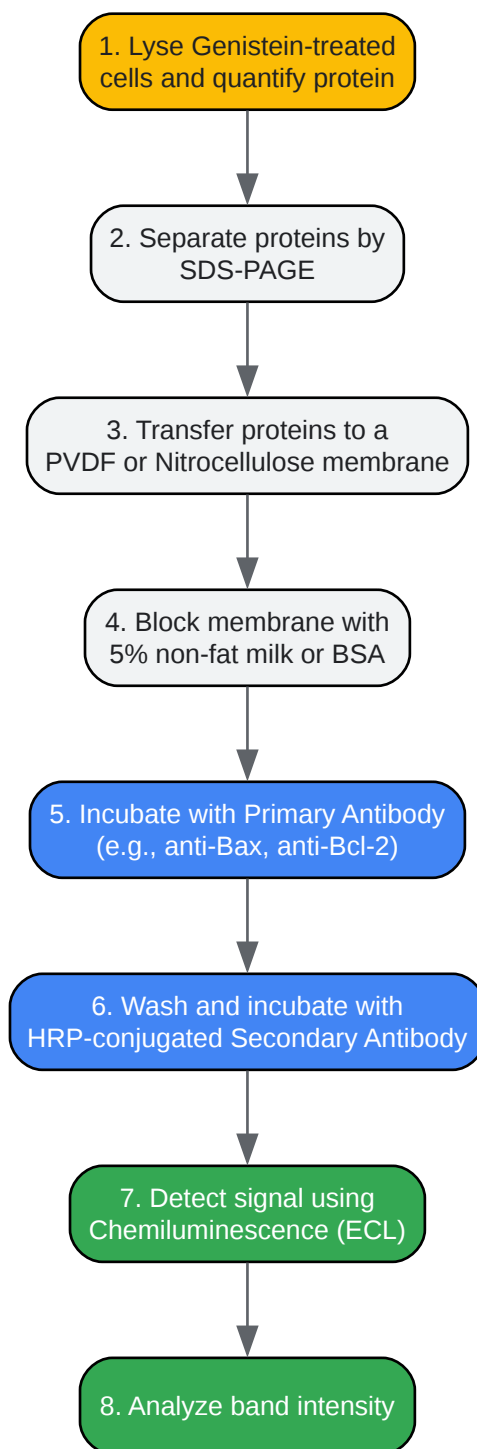 1. Lyse Genistein-treated
cells and quantify protein
2. Separate proteins by
SDS-PAGE
3. Transfer proteins to a
PVDF or Nitrocellulose membrane
4. Block membrane with
5% non-fat milk or BSA
5. Incubate with Primary Antibody
(e.g., anti-Bax, anti-Bcl-2)
6. Wash and incubate with
HRP-conjugated Secondary Antibody
7. Detect signal using
Chemiluminescence (ECL)
8. Analyze band intensity